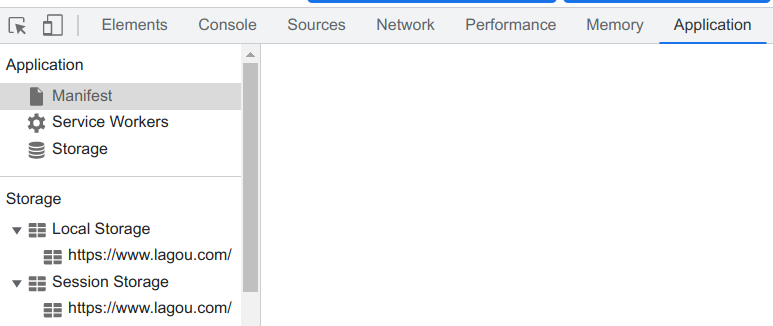 Elements Console Sources Network Performance Memory Application
Application
Manifest
Service Workers
Storage
Storage
Local Storage
https://www.lagou.com/
Session Storage
https://www.lagou.com/